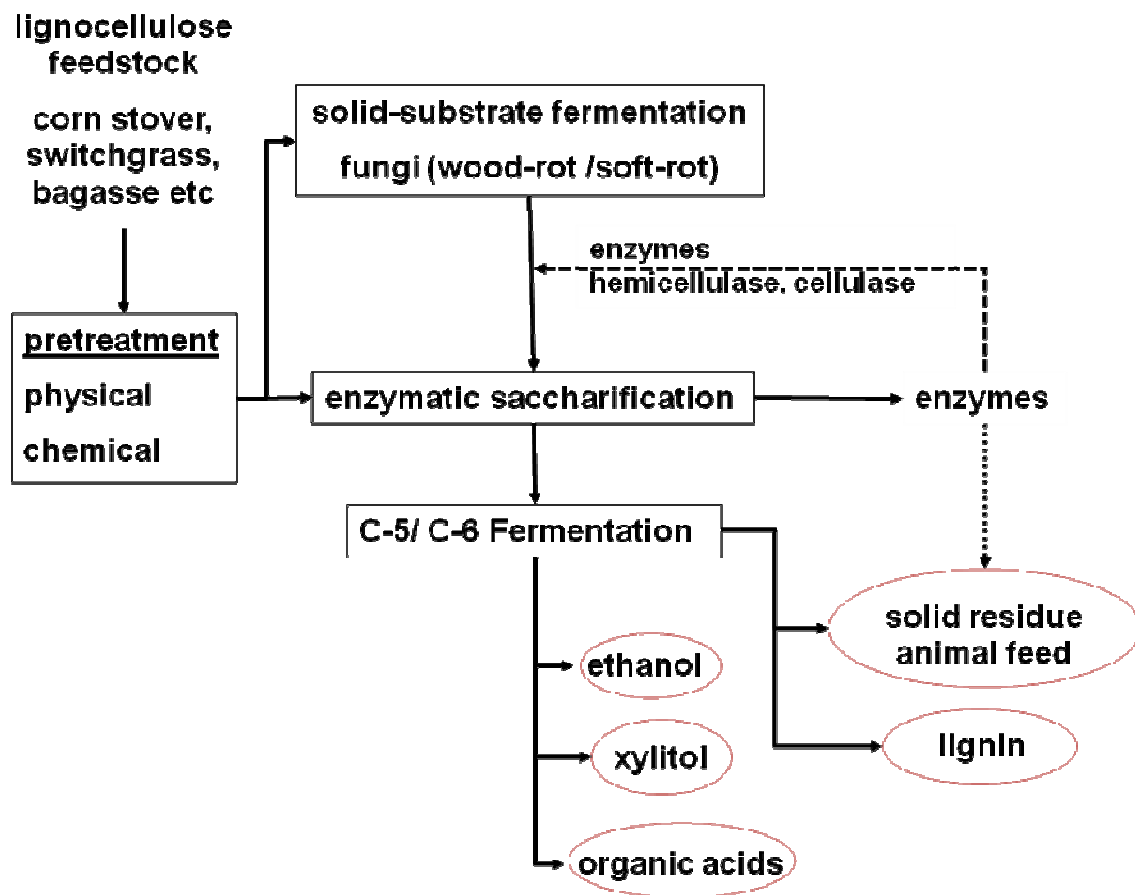 lignocellulose
feedstock
corn stover,
switchgrass,
bagasse etc
solid-substrate fermentation
fungi (wood-rot /soft-rot)
enzymes
hemicellulase, cellulase
pretreatment
physical
chemical
enzymatic saccharification
enzymes
C-5/ C-6 Fermentation
solid residue
animal feed
ethanol
lignin
xylitol
organic acids